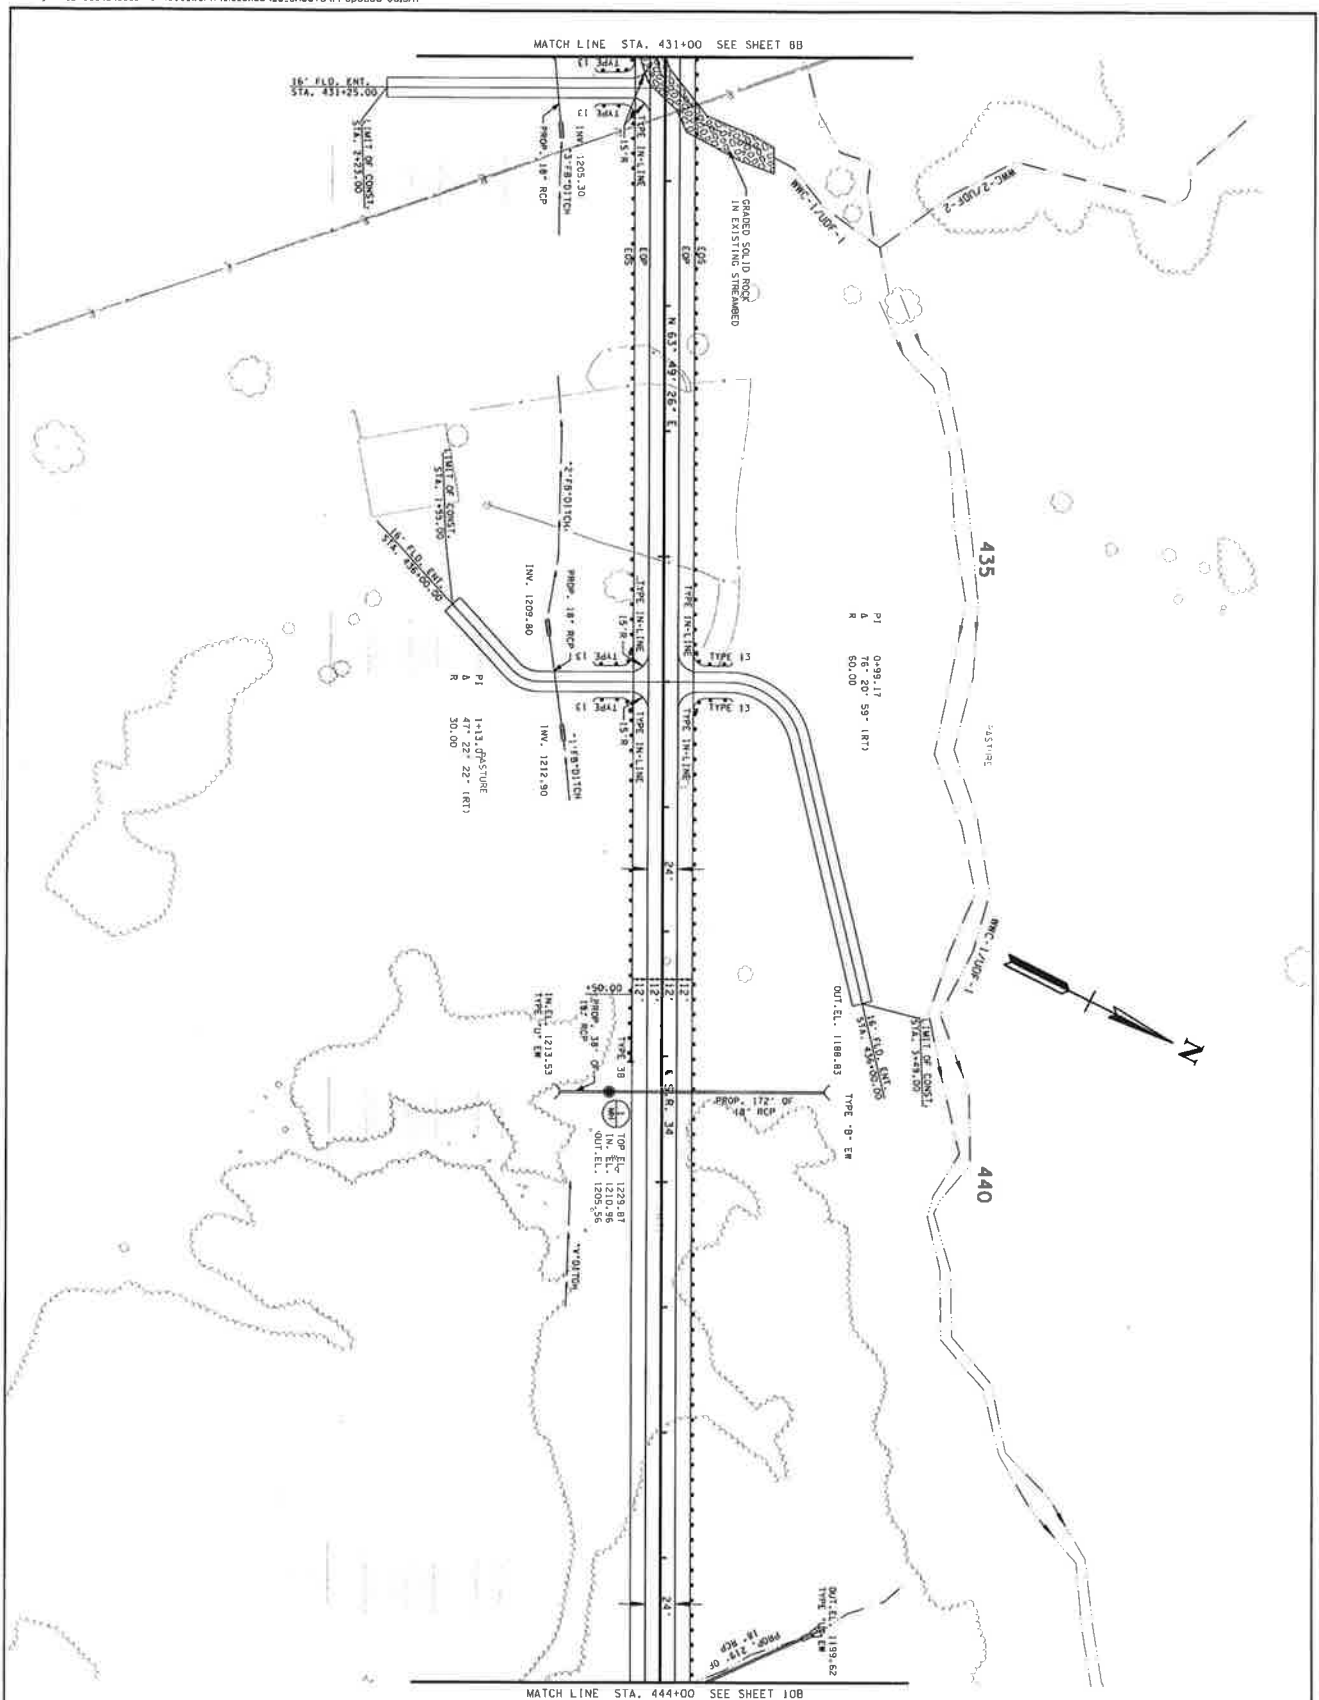 MATCH LINE STA. 431+00 SEE SHEET 8B
16' FLD. ENT.
STA. 431+25.00
LIMIT OF CONST.
STA. 2+23.00
TYPE 13
TYPE 13
TYPE IN-LINE
15'R
INV. 1205.30
"3'FB"DITCH
PROP. 18" RCP
GRADED SOLID ROCK
IN EXISTING STREAMBED
WWC-1/UDF-1
WWC-2/UDF-2
EOS
EOP
EOP
EOS
N 63° 49' 26" E
"2'FB"DITCH
LIMIT OF CONST.
STA. 1+95.00
16' FLD. ENT.
STA. 436+00.00
INV. 1209.80
PROP. 18" RCP
TYPE IN-LINE
15'R
TYPE 13
TYPE 13
15'R
TYPE IN-LINE
TYPE IN-LINE
TYPE 13
TYPE 13
TYPE IN-LINE
"1'FB"DITCH
INV. 1212.90
PI 1+13.07
Δ 47° 22' 22" (RT)
R 30.00
PASTURE
435
PI 0+99.17
Δ 76° 20' 59" (RT)
R 60.00
PASTURE
24'
WWC-1/UDF-1
N
12'
12'
12'
12'
+50.00
PROP. 38' OF
18" RCP
IN.EL. 1213.53
TYPE "U" EW
TYPE 38
℄ S.R. 34
1
MH
TOP EL. 1229.87
IN. EL. 1210.96
OUT.EL. 1205.56
OUT.EL. 1188.83
TYPE "B" EW
16' FLD. ENT.
STA. 436+00.00
LIMIT OF CONST.
STA. 3+49.00
PROP. 172' OF
18" RCP
440
"V"DITCH
24'
OUT.EL. 1199.62
TYPE "U" EW
PROP. 219' OF
18" RCP
MATCH LINE STA. 444+00 SEE SHEET 10B